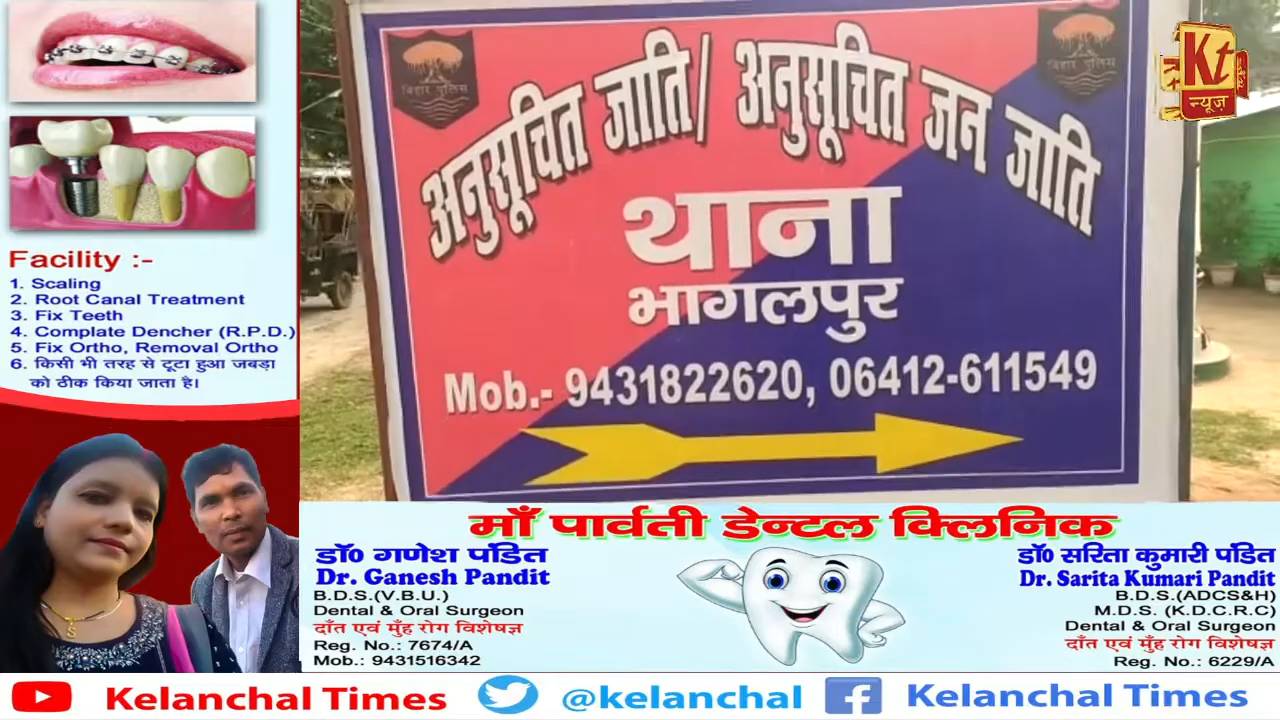 Facility :-
1. Scaling
2. Root Canal Treatment
3. Fix Teeth
4. Complate Dencher (R.P.D.)
5. Fix Ortho, Removal Ortho
6. किसी भी तरह से टूटा हुआ जबड़ा
को ठीक किया जाता है।
बिहार पुलिस
बिहार पुलिस
अनुसूचित जाति/ अनुसूचित जन जाति
थाना
भागलपुर
Mob.- 9431822620, 06412-611549
Kt
न्यूज़
माँ पार्वती डेन्टल क्लिनिक
डॉ0 गणेश पंडित
Dr. Ganesh Pandit
B.D.S.(V.B.U.)
Dental & Oral Surgeon
दाँत एवं मुँह रोग विशेषज्ञ
Reg. No.: 7674/A
Mob.: 9431516342
डॉ0 सरिता कुमारी पंडित
Dr. Sarita Kumari Pandit
B.D.S.(ADCS&H)
M.D.S. (K.D.C.R.C)
Dental & Oral Surgeon
दाँत एवं मुँह रोग विशेषज्ञ
Reg. No.: 6229/A
Kelanchal Times
@kelanchal
Kelanchal Times